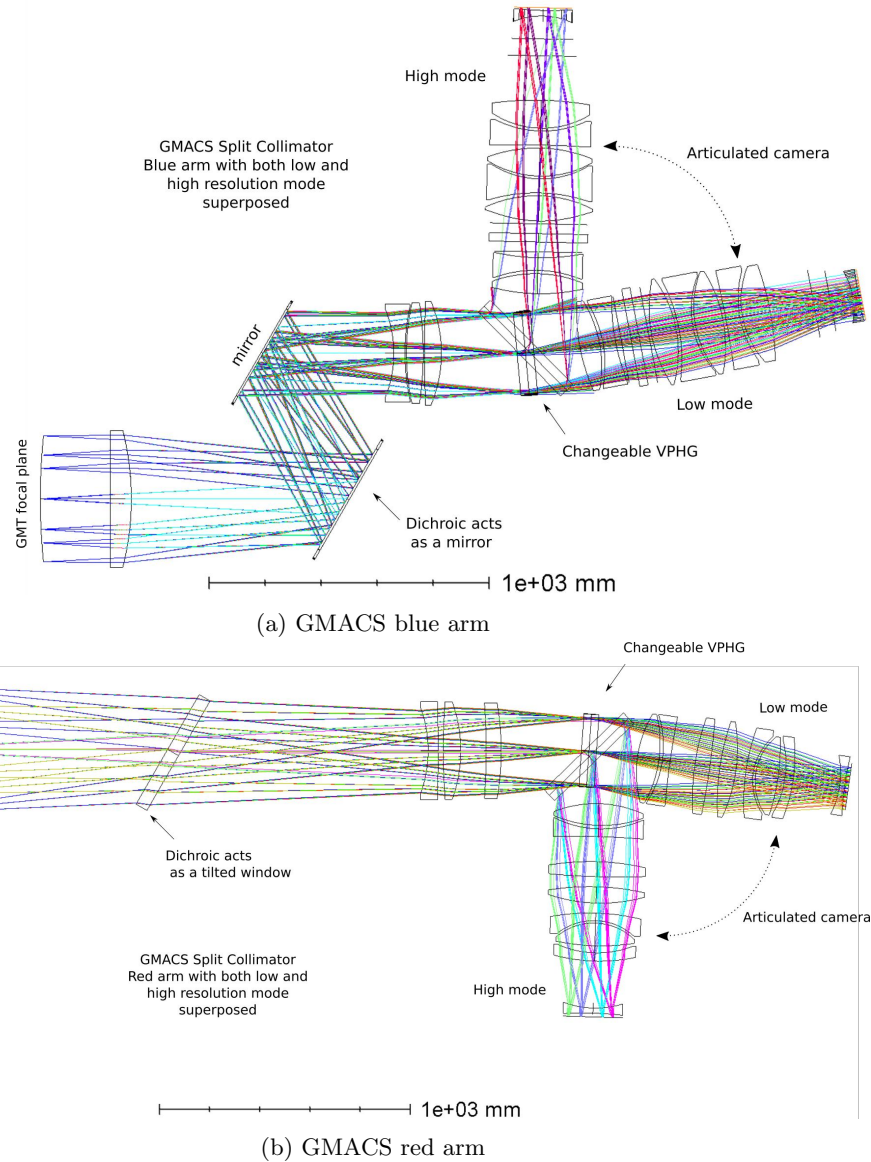 High mode
GMACS Split Collimator
Blue arm with both low and
high resolution mode
superposed
Articulated camera
mirror
Low mode
Changeable VPHG
GMT focal plane
Dichroic acts
as a mirror
1e+03 mm
(a) GMACS blue arm
Changeable VPHG
Low mode
Dichroic acts
as a tilted window
Articulated camera
GMACS Split Collimator
Red arm with both low and
high resolution mode
superposed
High mode
1e+03 mm
(b) GMACS red arm